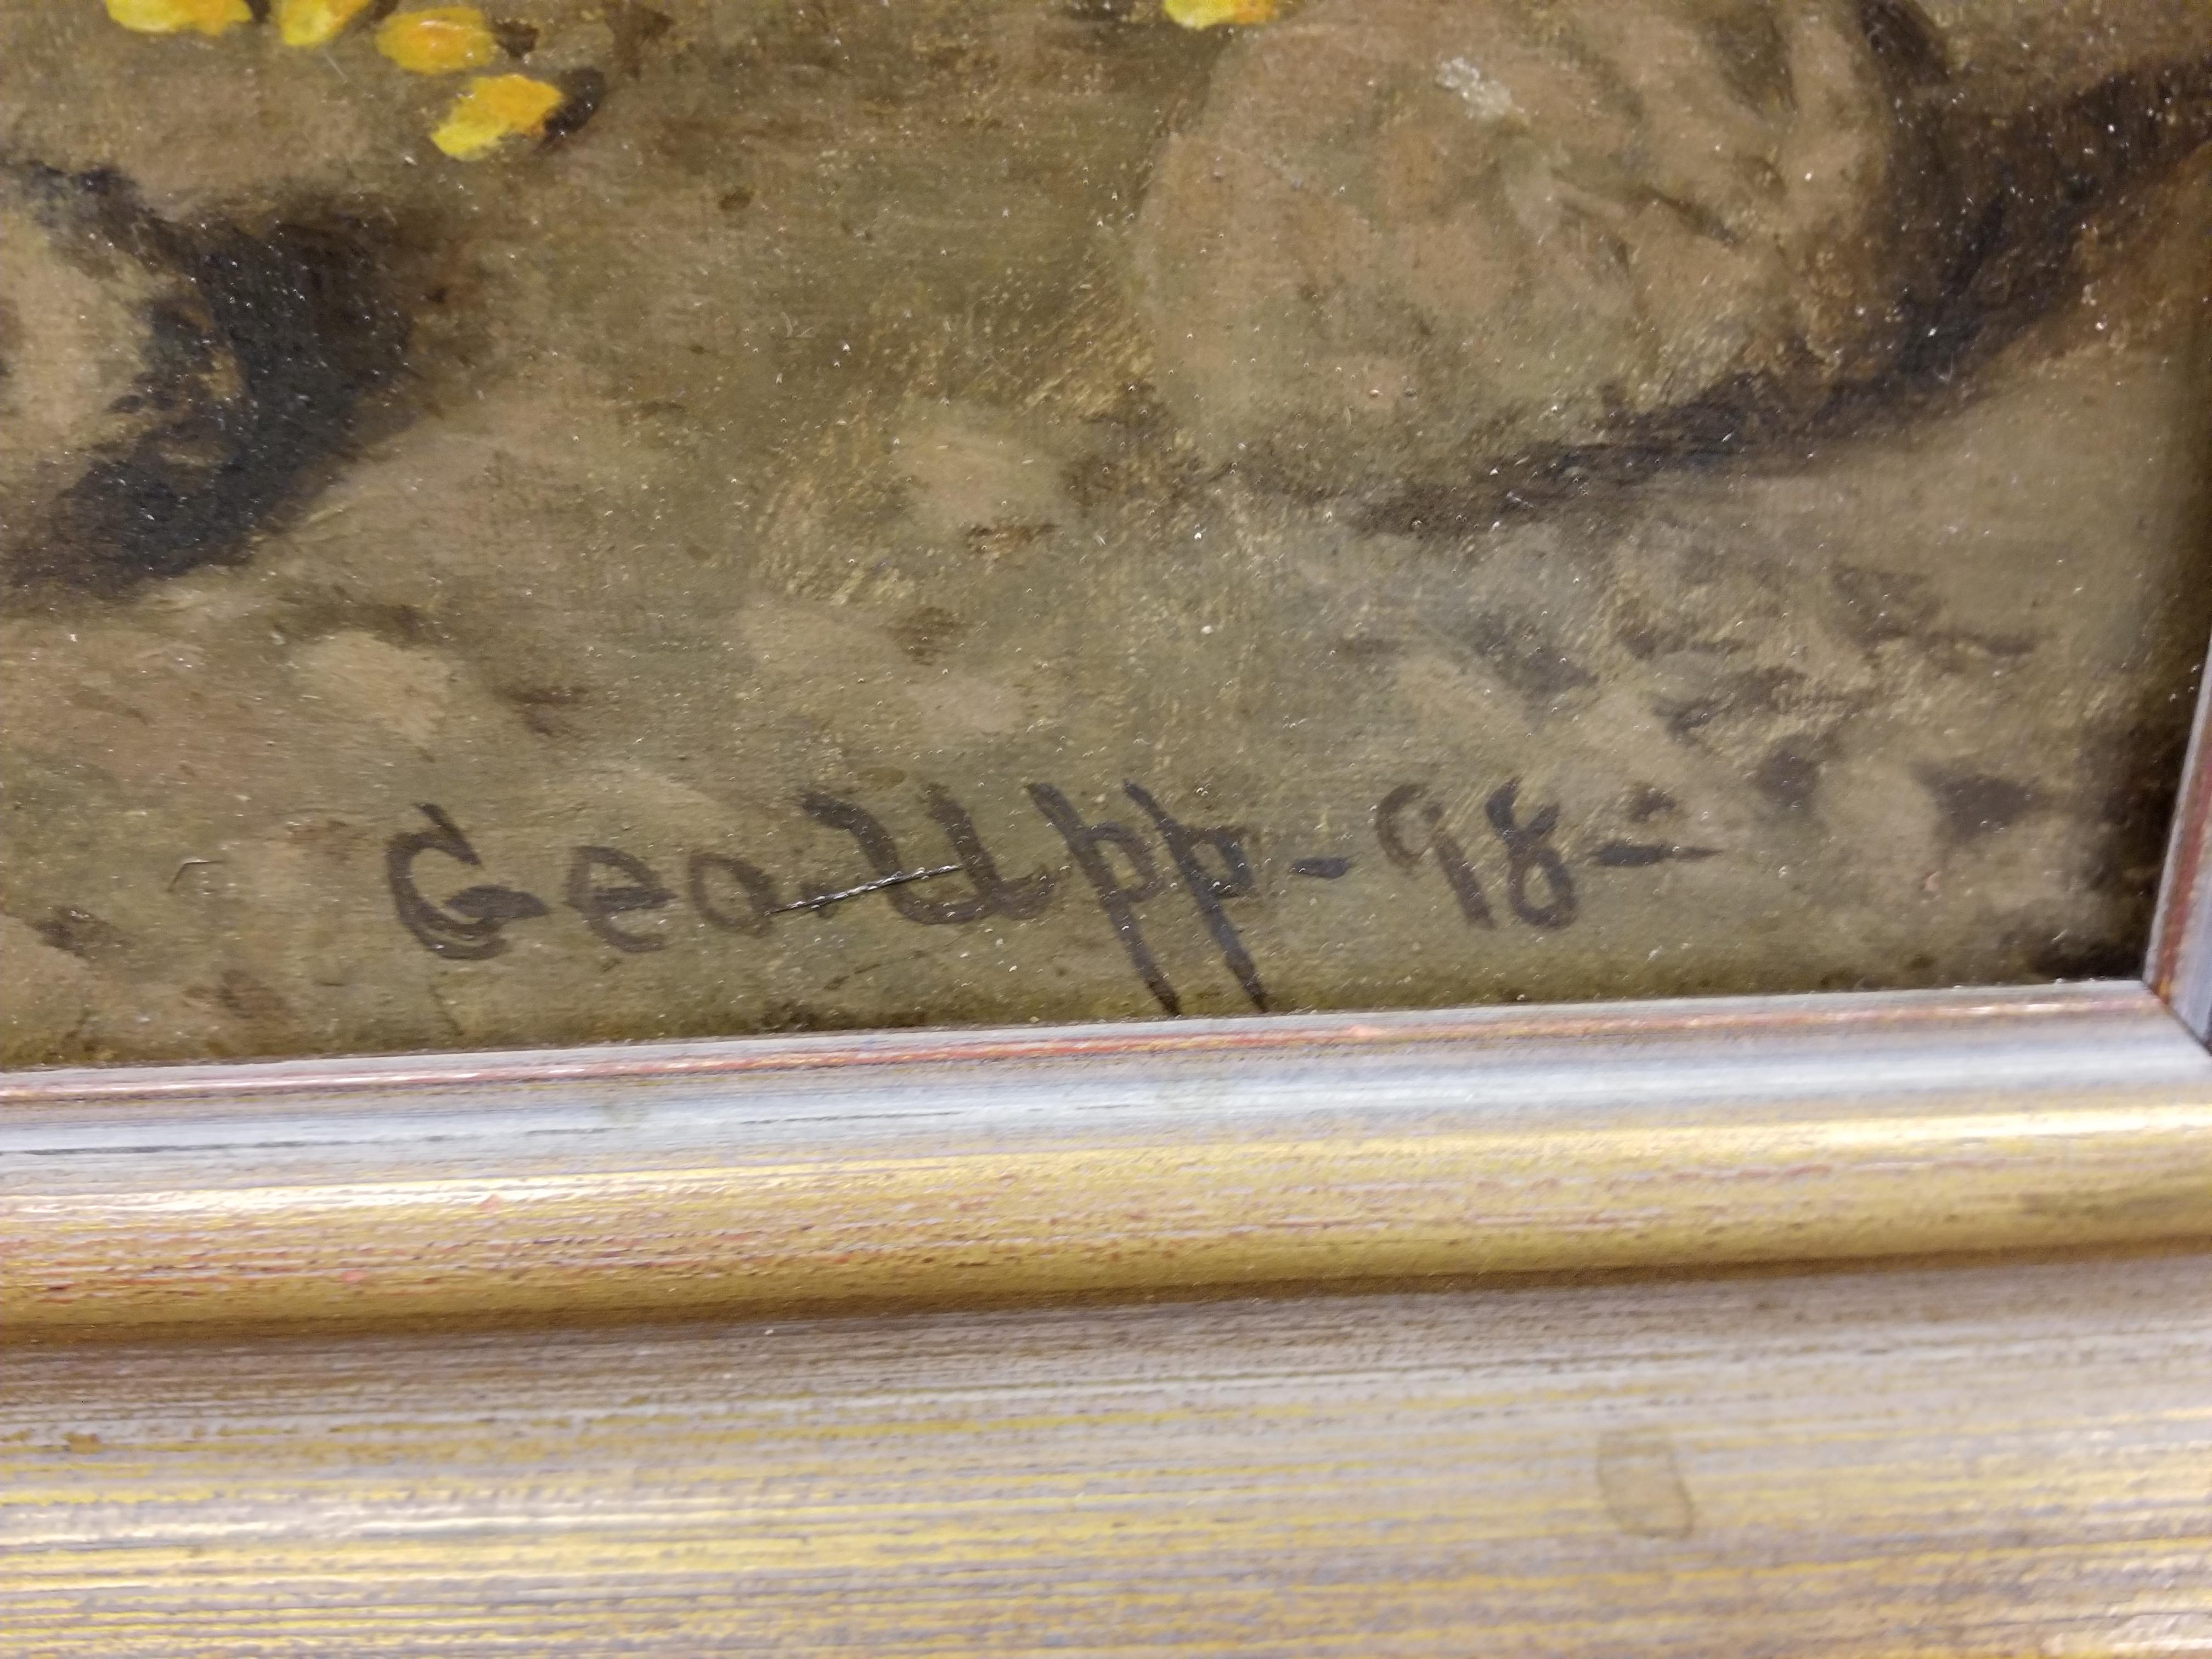 Geo. Upp - 98 -